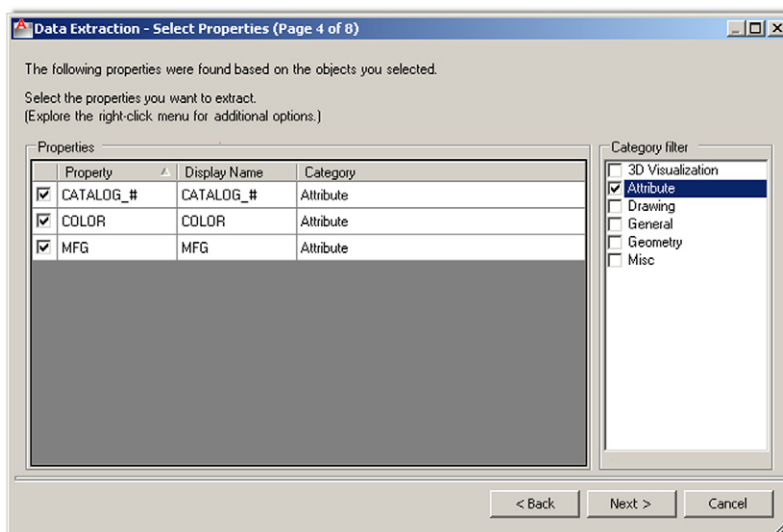 Data Extraction - Select Properties (Page 4 of 8)
The following properties were found based on the objects you selected.
Select the properties you want to extract.
(Explore the right-click menu for additional options.)
Properties
Property Display Name Category
CATALOG_# CATALOG_# Attribute
COLOR COLOR Attribute
MFG MFG Attribute
Category filter
3D Visualization
Attribute
Drawing
General
Geometry
Misc
< Back Next > Cancel